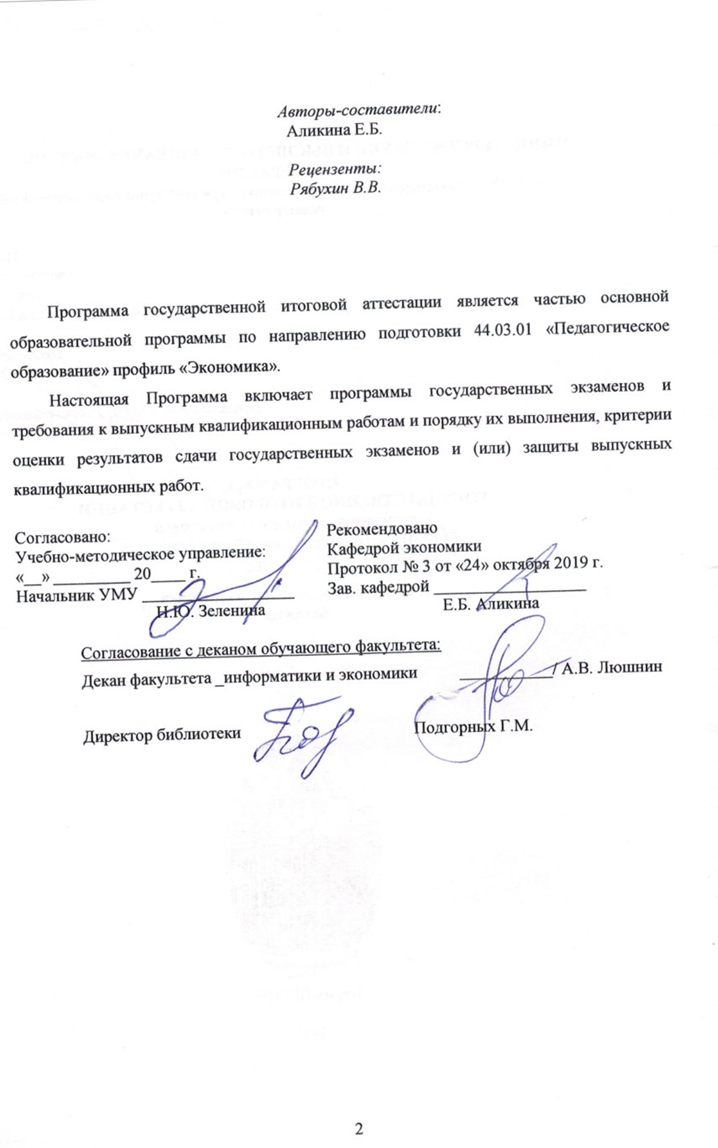 Авторы-составители:
Аликина Е.Б.
Рецензенты:
Рябухин В.В.
Программа государственной итоговой аттестации является частью основной
образовательной программы по направлению подготовки 44.03.01 «Педагогическое
образование» профиль «Экономика».
Настоящая Программа включает программы государственных экзаменов и
требования к выпускным квалификационным работам и порядку их выполнения, критерии
оценки результатов сдачи государственных экзаменов и (или) защиты выпускных
квалификационных работ.
Согласовано:
Учебно-методическое управление:
«__» __________ 20____ г.
Начальник УМУ ____________________
Н.Ю. Зеленина
Рекомендовано
Кафедрой экономики
Протокол № 3 от «24» октября 2019 г.
Зав. кафедрой ____________________
Е.Б. Аликина
Согласование с деканом обучающего факультета:
Декан факультета _информатики и экономики ____________/ А.В. Люшнин
Директор библиотеки Подгорных Г.М.
2